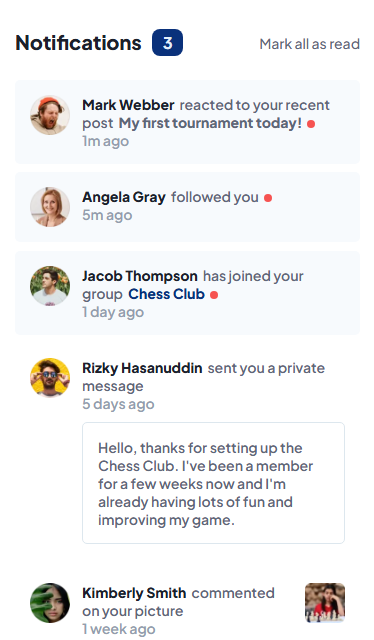 Notifications 3 Mark all as read
Mark Webber reacted to your recent
post My first tournament today!
1m ago
Angela Gray followed you
5m ago
Jacob Thompson has joined your
group Chess Club
1 day ago
Rizky Hasanuddin sent you a private
message
5 days ago
Hello, thanks for setting up the
Chess Club. I've been a member
for a few weeks now and I'm
already having lots of fun and
improving my game.
Kimberly Smith commented
on your picture
1 week ago